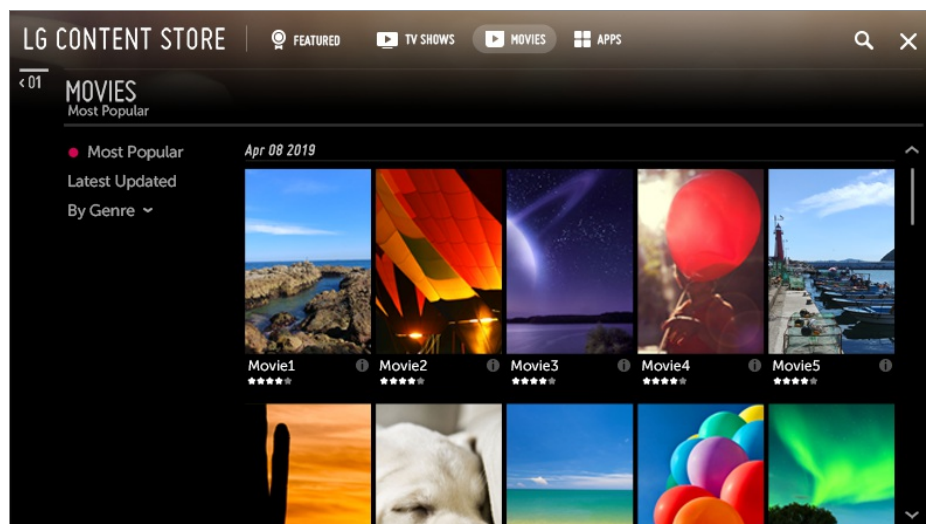 LG CONTENT STORE
FEATURED
TV SHOWS
MOVIES
APPS
<01
MOVIES
Most Popular
Most Popular
Latest Updated
By Genre
Apr 08 2019
Movie1
Movie2
Movie3
Movie4
Movie5